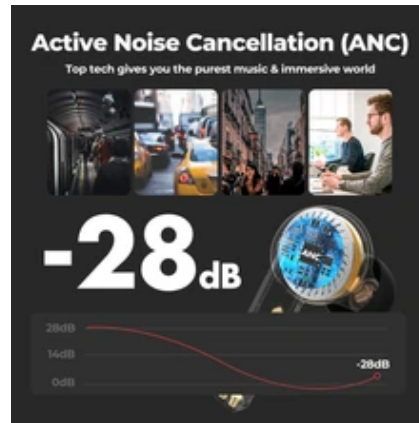 Active Noise Cancellation (ANC)
Top tech gives you the purest music & immersive world
-28dB
ANC
28dB
14dB
-28dB
0dB